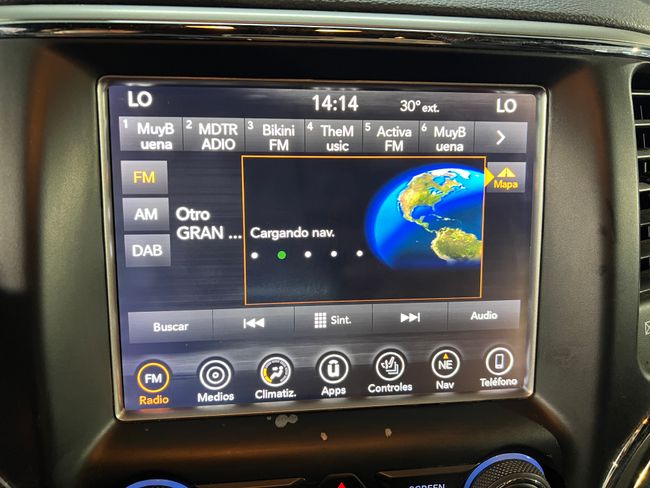 LO 14:14 30° ext. LO
1 MuyB uena 2 MDTR ADIO 3 Bikini FM 4 TheM usic 5 Activa FM 6 MuyB uena
FM
Mapa
AM
Otro
GRAN ...
Cargando nav.
DAB
Buscar Sint. Audio
FM NE
Radio Medios Climatiz. Apps Controles Nav Teléfono
SCREEN